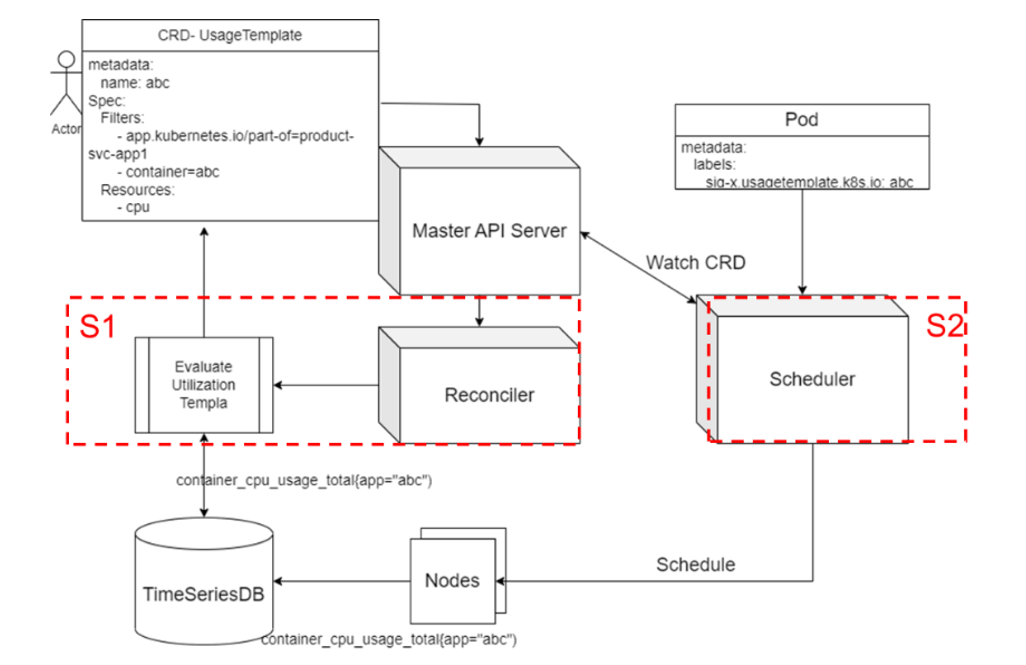 CRD- UsageTemplate
metadata:
name: abc
Spec:
Filters:
- app.kubernetes.io/part-of=product-
svc-app1
- container=abc
Resources:
- cpu
Actor
Pod
metadata:
labels:
sig-x.usagetemplate.k8s.io: abc
Master API Server
Watch CRD
S1
S2
Evaluate
Utilization
Templa
Reconciler
Scheduler
container_cpu_usage_total{app="abc")
TimeSeriesDB
Nodes
Schedule
container_cpu_usage_total{app="abc")